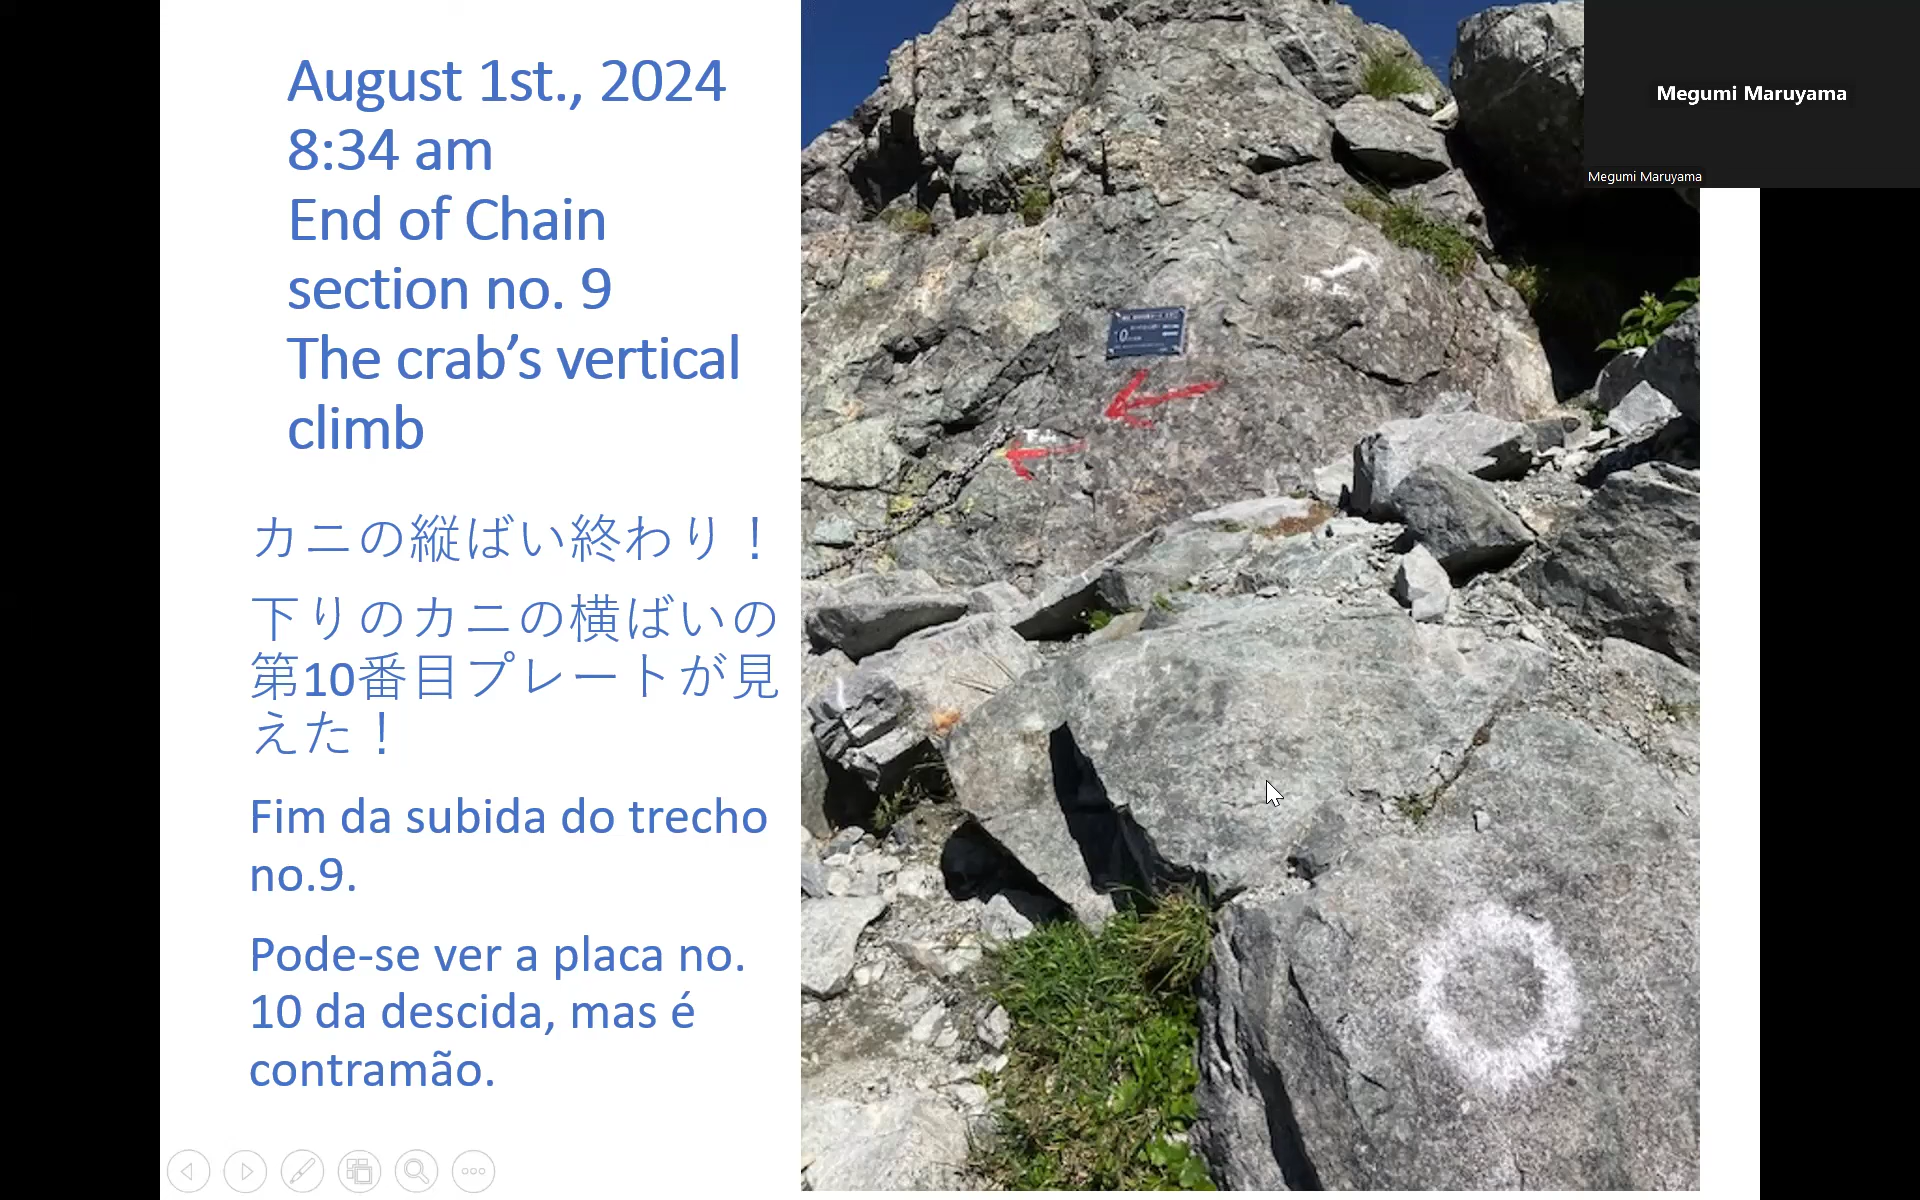 August 1st., 2024
8:34 am
End of Chain
section no. 9
The crab’s vertical
climb
カニの縦ばい終わり！
下りのカニの横ばいの
第10番目プレートが見
えた！
Fim da subida do trecho
no.9.
Pode-se ver a placa no.
10 da descida, mas é
contramão.
10
Megumi Maruyama
Megumi Maruyama